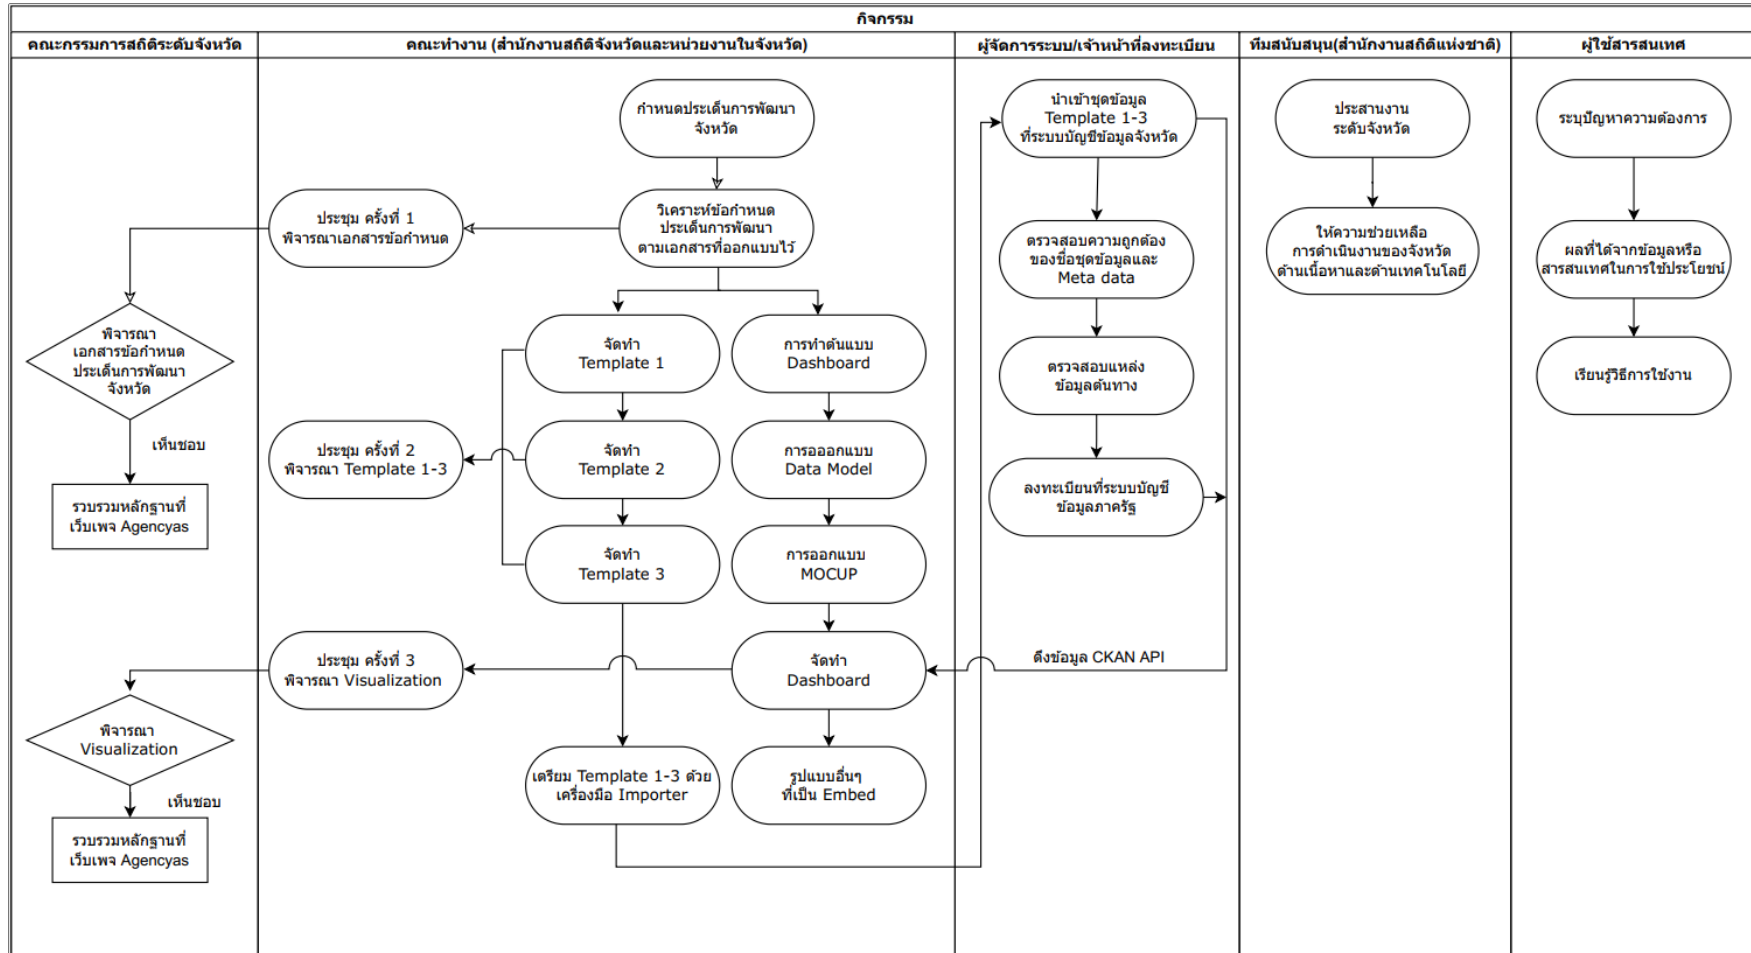 กิจกรรม
คณะกรรมการสถิติระดับจังหวัด
คณะทำงาน (สำนักงานสถิติจังหวัดและหน่วยงานในจังหวัด)
ผู้จัดการระบบ/เจ้าหน้าที่ลงทะเบียน
ทีมสนับสนุน(สำนักงานสถิติแห่งชาติ)
ผู้ใช้สารสนเทศ
กำหนดประเด็นการพัฒนา
จังหวัด
นำเข้าชุดข้อมูล
Template 1-3
ที่ระบบบัญชีข้อมูลจังหวัด
ประสานงาน
ระดับจังหวัด
ระบุปัญหาความต้องการ
ประชุม ครั้งที่ 1
พิจารณาเอกสารข้อกำหนด
วิเคราะห์ข้อกำหนด
ประเด็นการพัฒนา
ตามเอกสารที่ออกแบบไว้
ตรวจสอบความถูกต้อง
ของชื่อชุดข้อมูลและ
Meta data
ให้ความช่วยเหลือ
การดำเนินงานของจังหวัด
ด้านเนื้อหาและด้านเทคโนโลยี
ผลที่ได้จากข้อมูลหรือ
สารสนเทศในการใช้ประโยชน์
พิจารณา
เอกสารข้อกำหนด
ประเด็นการพัฒนา
จังหวัด
จัดทำ
Template 1
การทำต้นแบบ
Dashboard
ตรวจสอบแหล่ง
ข้อมูลต้นทาง
เรียนรู้วิธีการใช้งาน
เห็นชอบ
ประชุม ครั้งที่ 2
พิจารณา Template 1-3
จัดทำ
Template 2
การอออกแบบ
Data Model
ลงทะเบียนที่ระบบบัญชี
ข้อมูลภาครัฐ
รวบรวมหลักฐานที่
เว็บเพจ Agencyas
จัดทำ
Template 3
การออกแบบ
MOCUP
ประชุม ครั้งที่ 3
พิจารณา Visualization
จัดทำ
Dashboard
ดึงข้อมูล CKAN API
พิจารณา
Visualization
เตรียม Template 1-3 ด้วย
เครื่องมือ Importer
รูปแบบอื่นๆ
ที่เป็น Embed
เห็นชอบ
รวบรวมหลักฐานที่
เว็บเพจ Agencyas